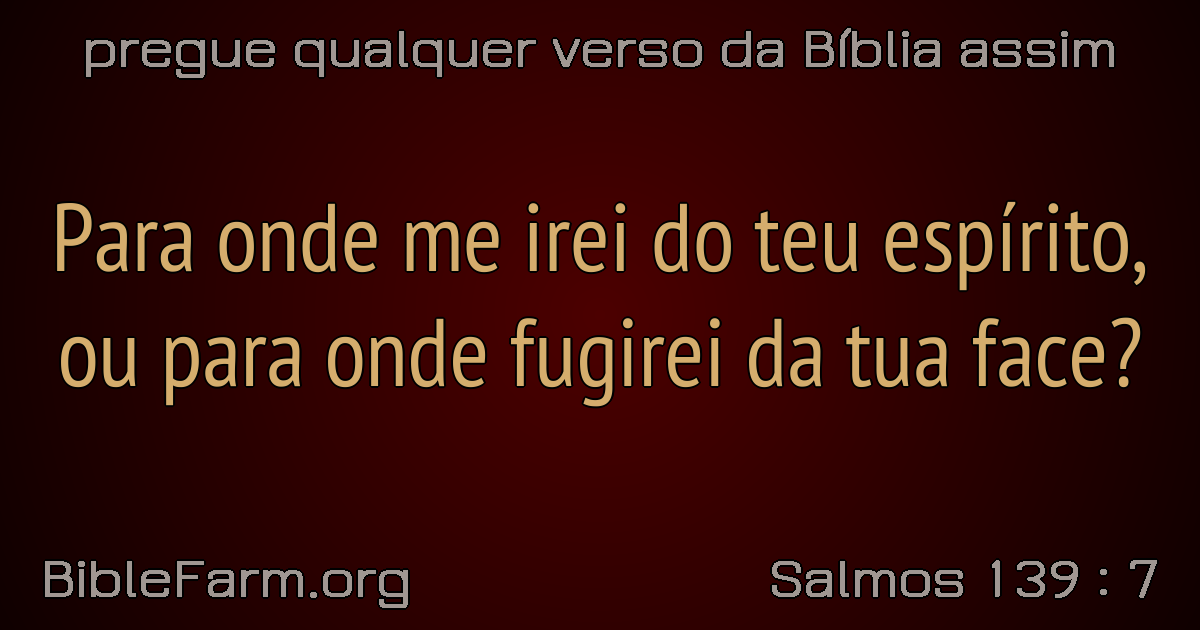 pregue qualquer verso da Bíblia assim
Para onde me irei do teu espírito,
ou para onde fugirei da tua face?
BibleFarm.org
Salmos 139 : 7